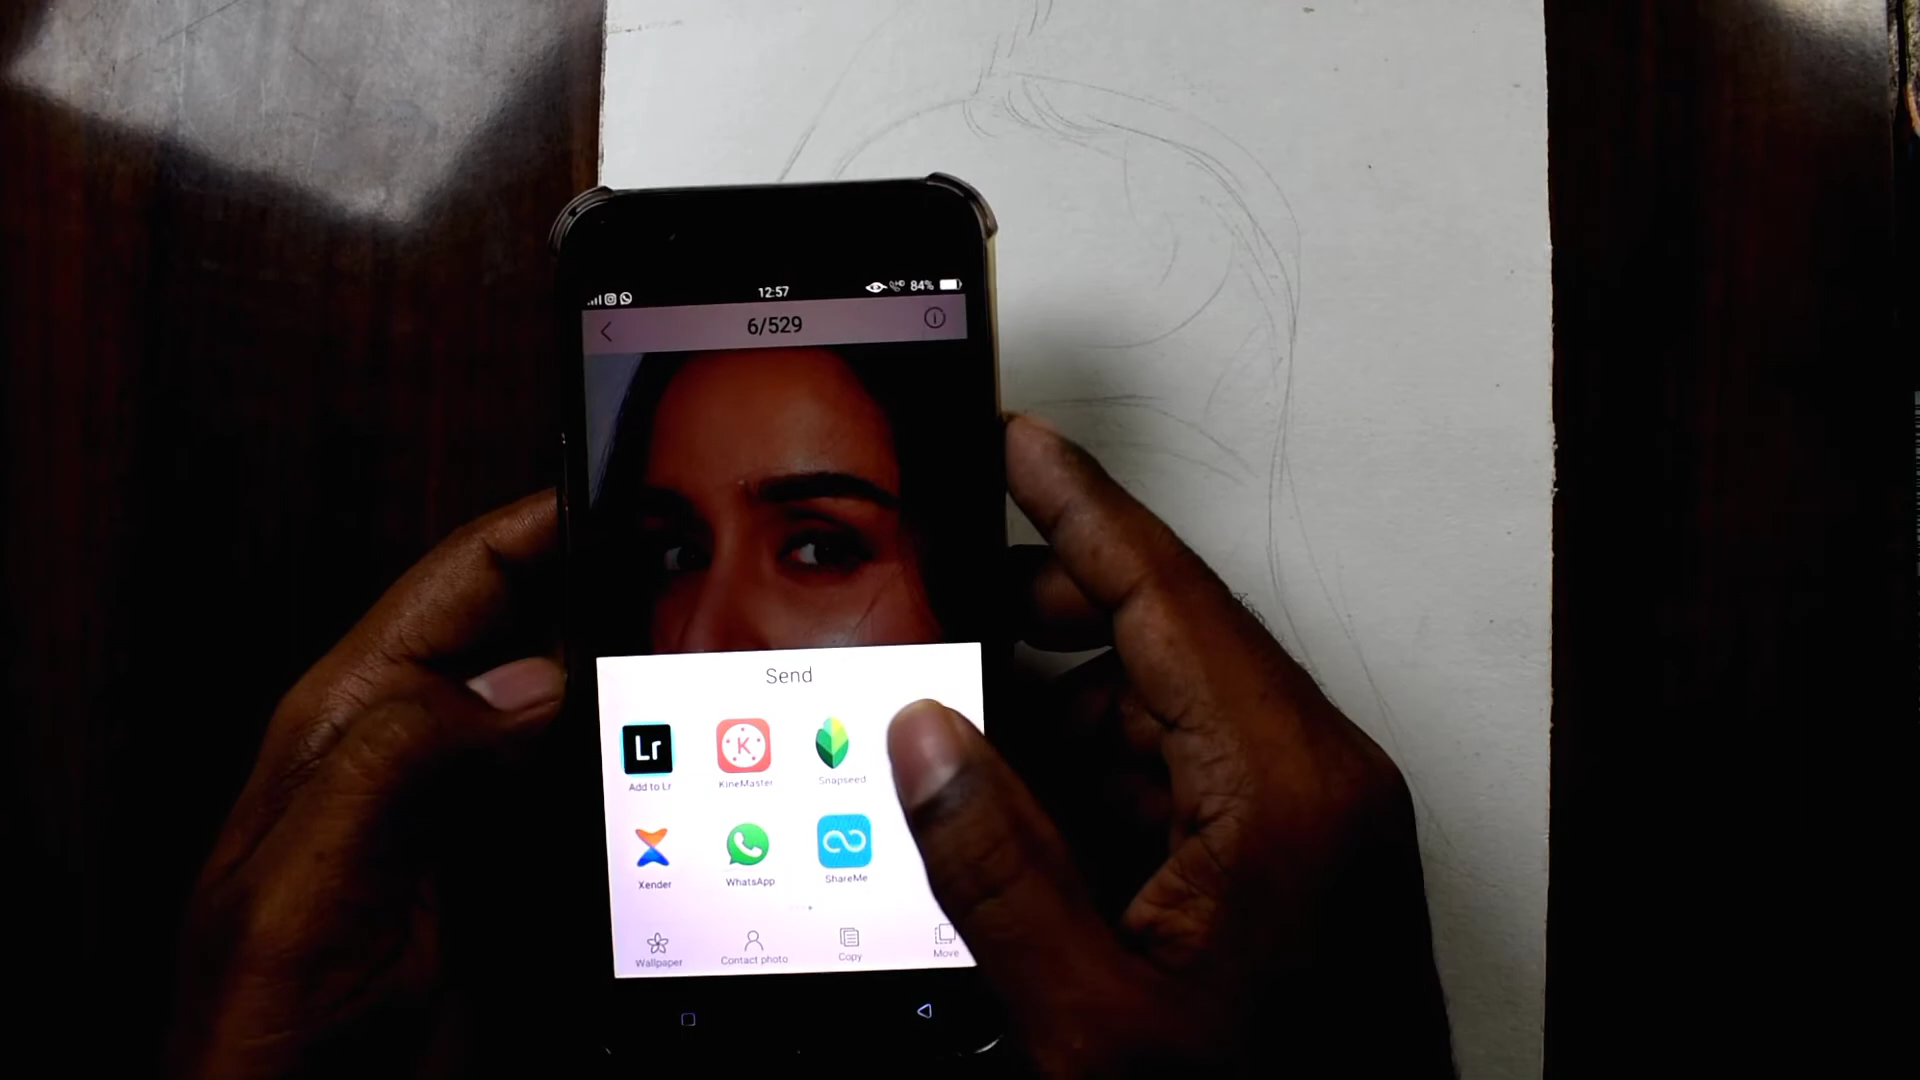 12:57 84%
6/529
Send
Lr K
Add to Lr KineMaster Snapseed
Xender WhatsApp ShareMe
Wallpaper Contact photo Copy Move